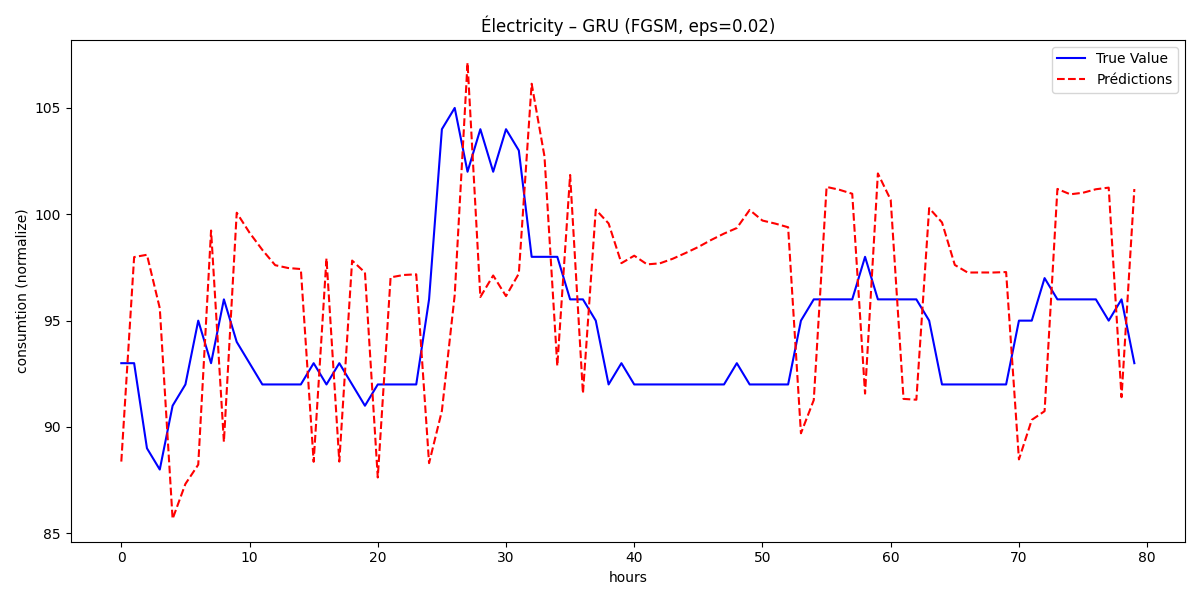 Électricity – GRU (FGSM, eps=0.02)
True Value
Prédictions
consumtion (normalize)
105
100
95
90
85
0 10 20 30 40 50 60 70 80
hours